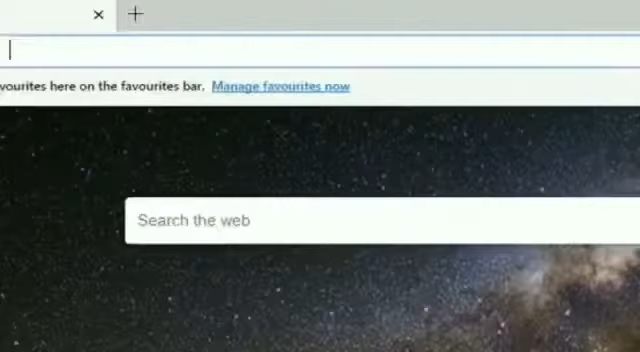 vourites here on the favourites bar. Manage favourites now
Search the web